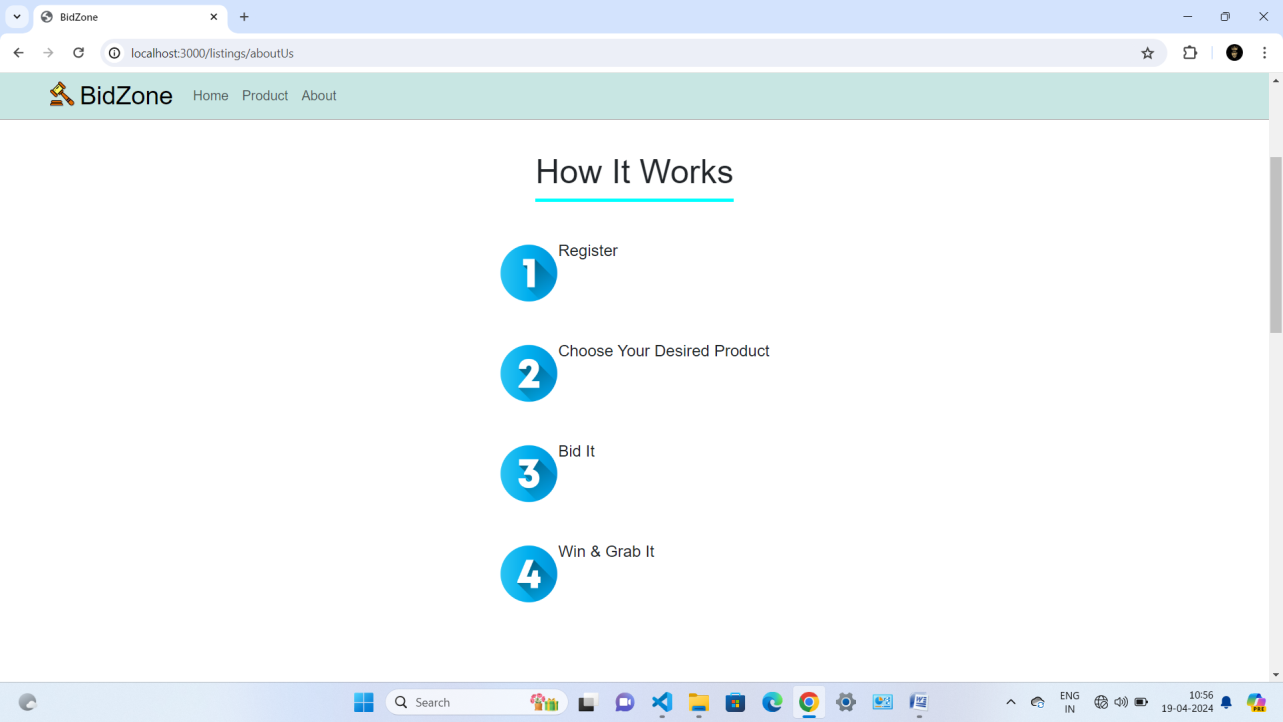 BidZone
localhost:3000/listings/aboutUs
BidZone Home Product About
How It Works
1 Register
2 Choose Your Desired Product
3 Bid It
4 Win & Grab It
Search
ENG
IN
10:56
19-04-2024
PRE